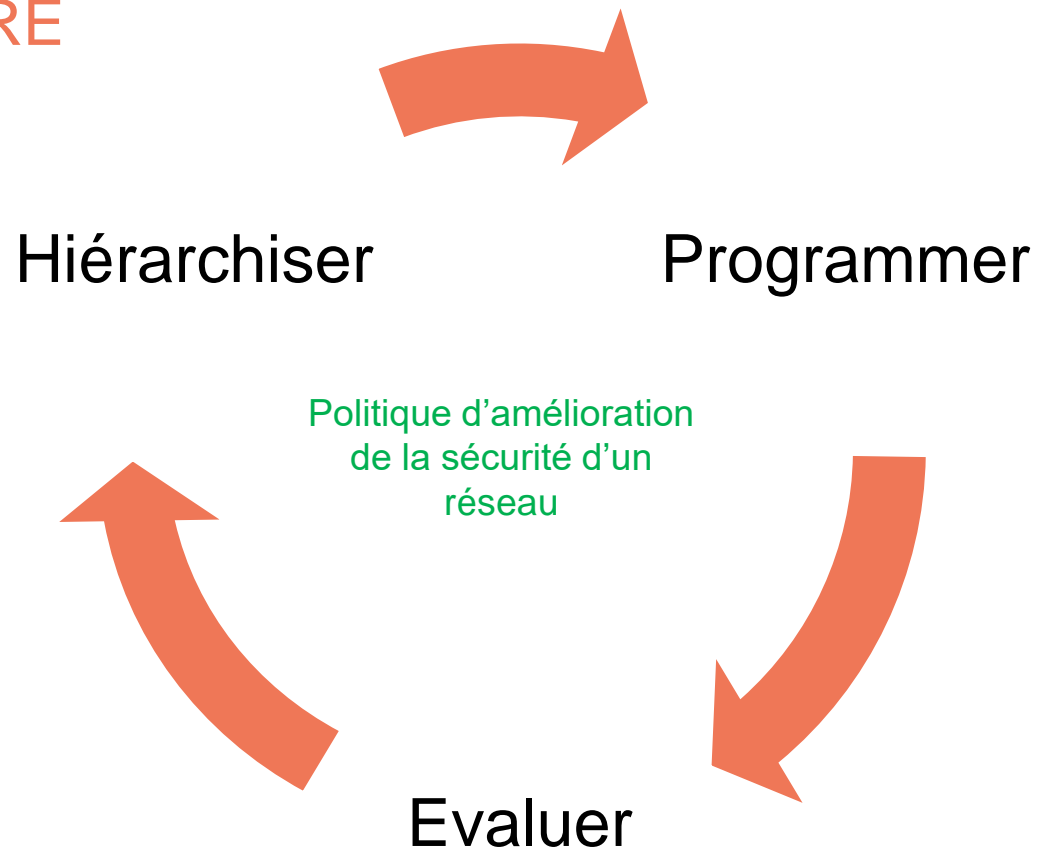 RE
Hiérarchiser
Programmer
Politique d’amélioration
de la sécurité d’un
réseau
Evaluer